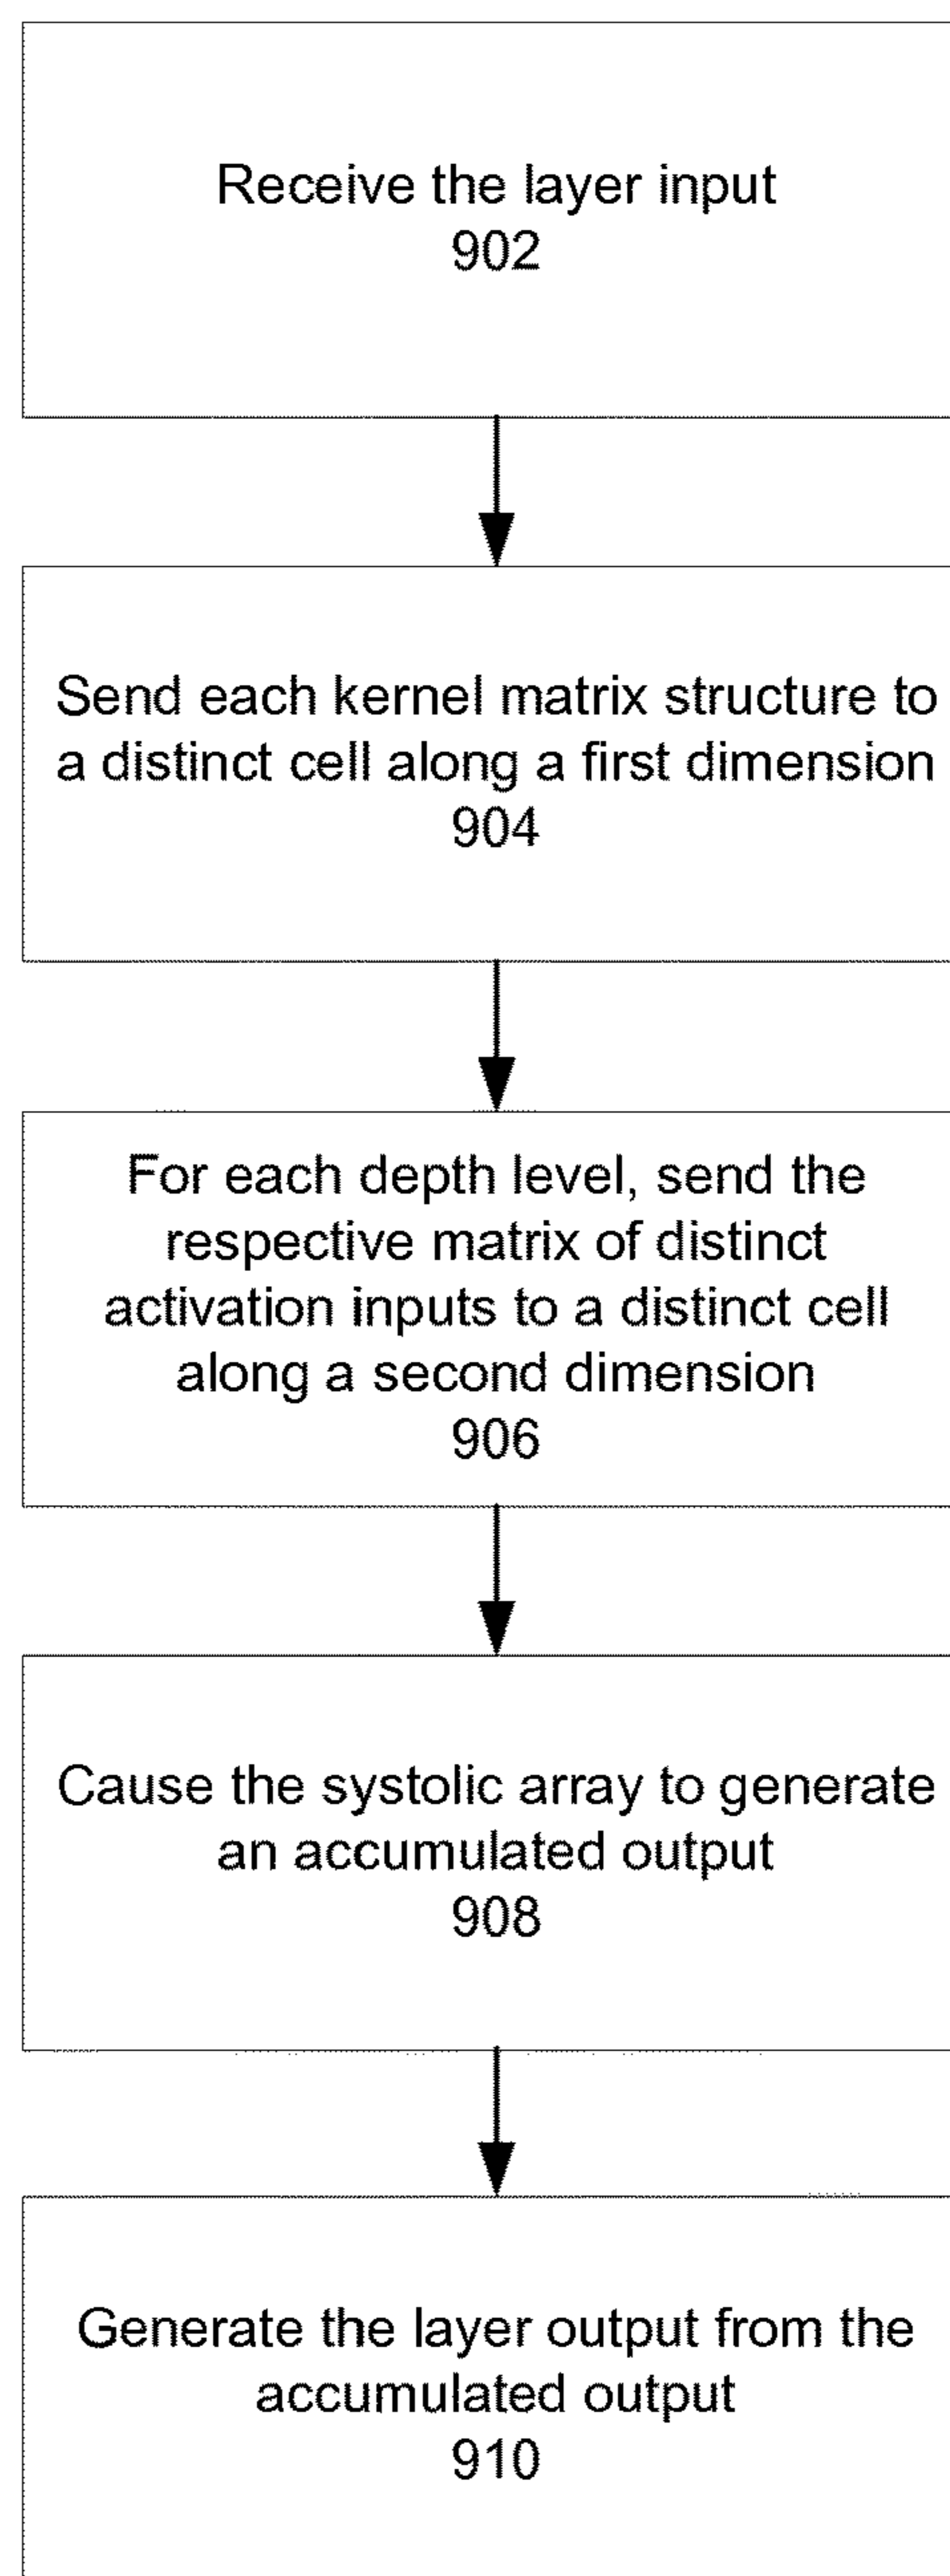 Receive the layer input
902
Send each kernel matrix structure to
a distinct cell along a first dimension
904
For each depth level, send the
respective matrix of distinct
activation inputs to a distinct cell
along a second dimension
906
Cause the systolic array to generate
an accumulated output
908
Generate the layer output from the
accumulated output
910